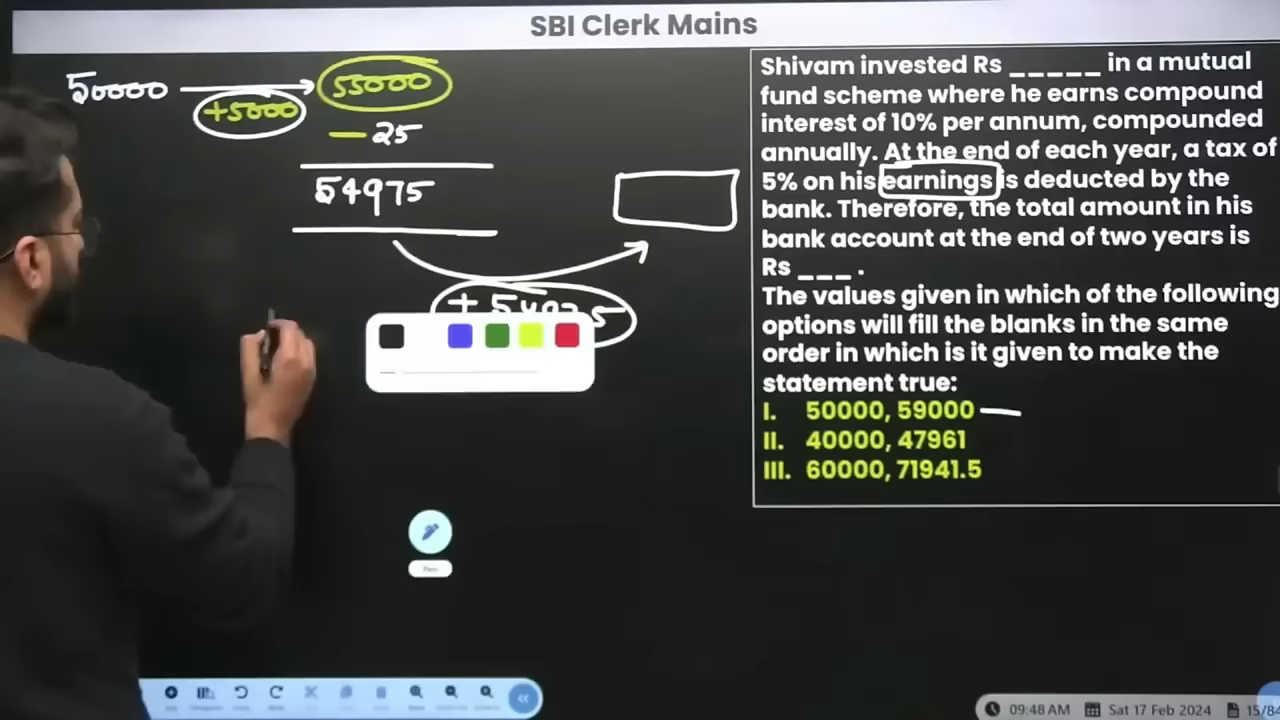 SBI Clerk Mains
50000
+5000
55000
— 25
54975
Shivam invested Rs _____ in a mutual
fund scheme where he earns compound
interest of 10% per annum, compounded
annually. At the end of each year, a tax of
5% on his earnings is deducted by the
bank. Therefore, the total amount in his
bank account at the end of two years is
Rs ___.
The values given in which of the following
options will fill the blanks in the same
order in which is it given to make the
statement true:
I. 50000, 59000
II. 40000, 47961
III. 60000, 71941.5
Pen
09:48 AM Sat 17 Feb 2024